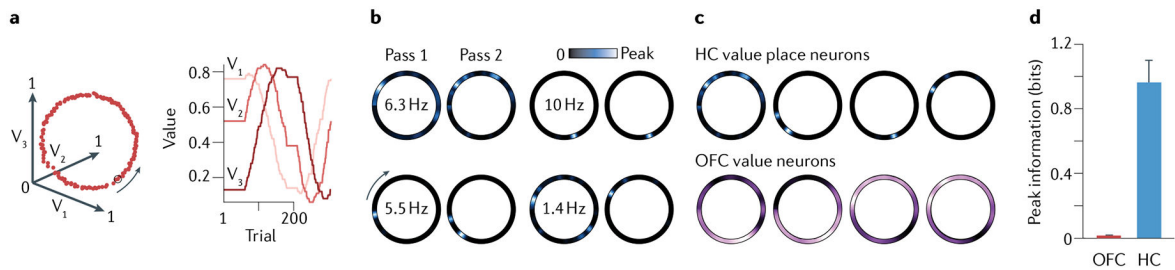 a
1
V3
V2
1
0
V1
1
Value
0.8
0.6
0.4
0.2
V1
V2
V3
1
200
Trial
b
Pass 1
Pass 2
0
Peak
6.3 Hz
10 Hz
5.5 Hz
1.4 Hz
c
HC value place neurons
OFC value neurons
d
Peak information (bits)
1.2
0.8
0.4
0
OFC
HC